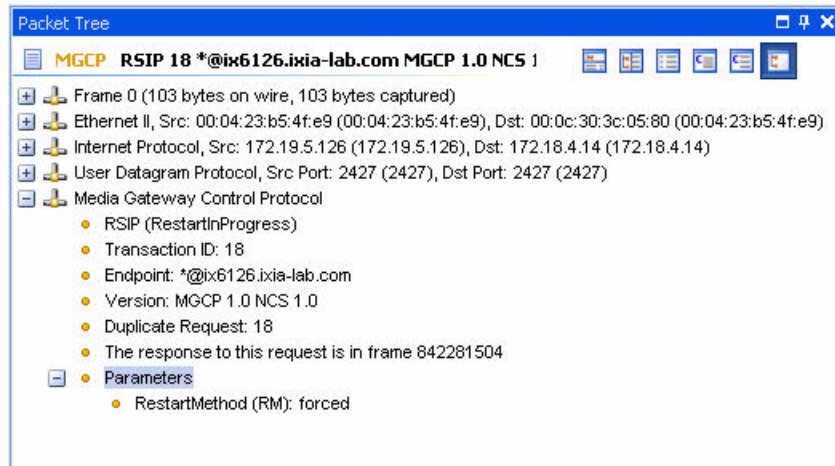 Packet Tree
MGCP RSIP 18 *@ix6126.ixia-lab.com MGCP 1.0 NCS 1
Frame 0 (103 bytes on wire, 103 bytes captured)
Ethernet II, Src: 00:04:23:b5:4f:e9 (00:04:23:b5:4f:e9), Dst: 00:0c:30:3c:05:80 (00:04:23:b5:4f:e9)
Internet Protocol, Src: 172.19.5.126 (172.19.5.126), Dst: 172.18.4.14 (172.18.4.14)
User Datagram Protocol, Src Port: 2427 (2427), Dst Port: 2427 (2427)
Media Gateway Control Protocol
RSIP (RestartInProgress)
Transaction ID: 18
Endpoint: *@ix6126.ixia-lab.com
Version: MGCP 1.0 NCS 1.0
Duplicate Request: 18
The response to this request is in frame 842281504
Parameters
RestartMethod (RM): forced